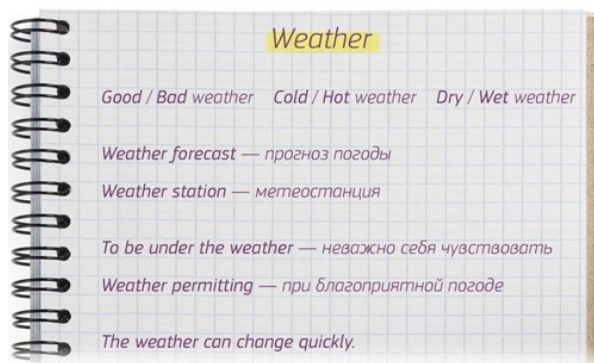 Weather
Good / Bad weather Cold / Hot weather Dry / Wet weather
Weather forecast — прогноз погоды
Weather station — метеостанция
To be under the weather — неважно себя чувствовать
Weather permitting — при благоприятной погоде
The weather can change quickly.